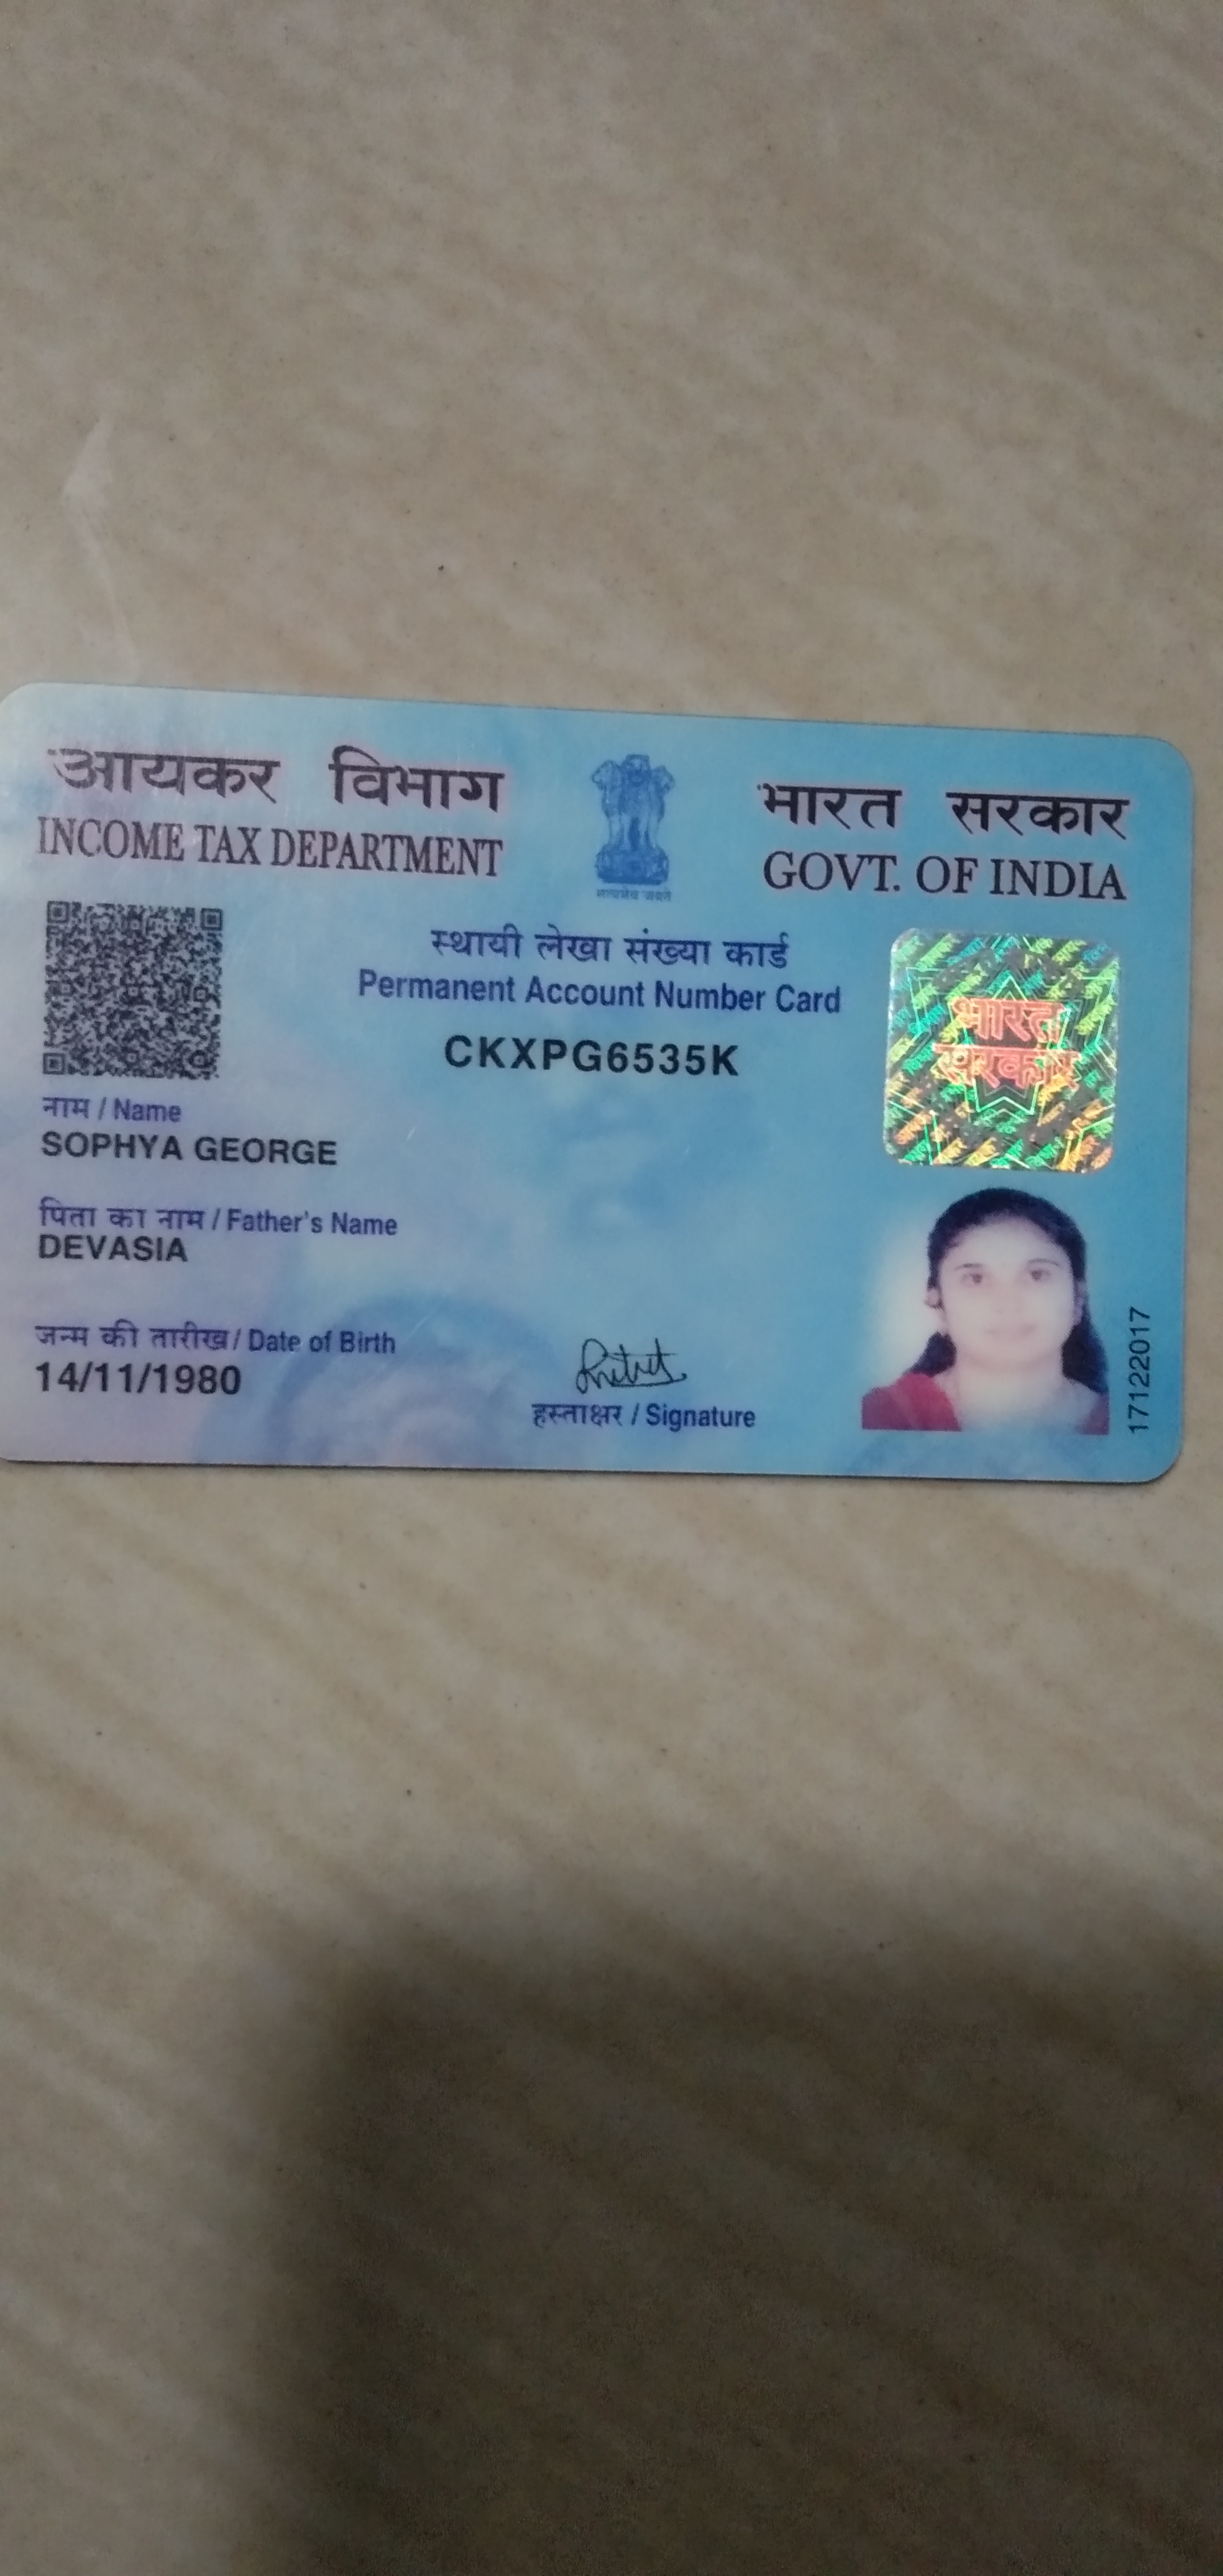 आयकर विभाग
INCOME TAX DEPARTMENT
भारत सरकार
GOVT. OF INDIA
सत्यमेव जयते
स्थायी लेखा संख्या कार्ड
Permanent Account Number Card
CKXPG6535K
भारत
सरकार
नाम / Name
SOPHYA GEORGE
पिता का नाम / Father's Name
DEVASIA
जन्म की तारीख / Date of Birth
14/11/1980
हस्ताक्षर / Signature
17122017